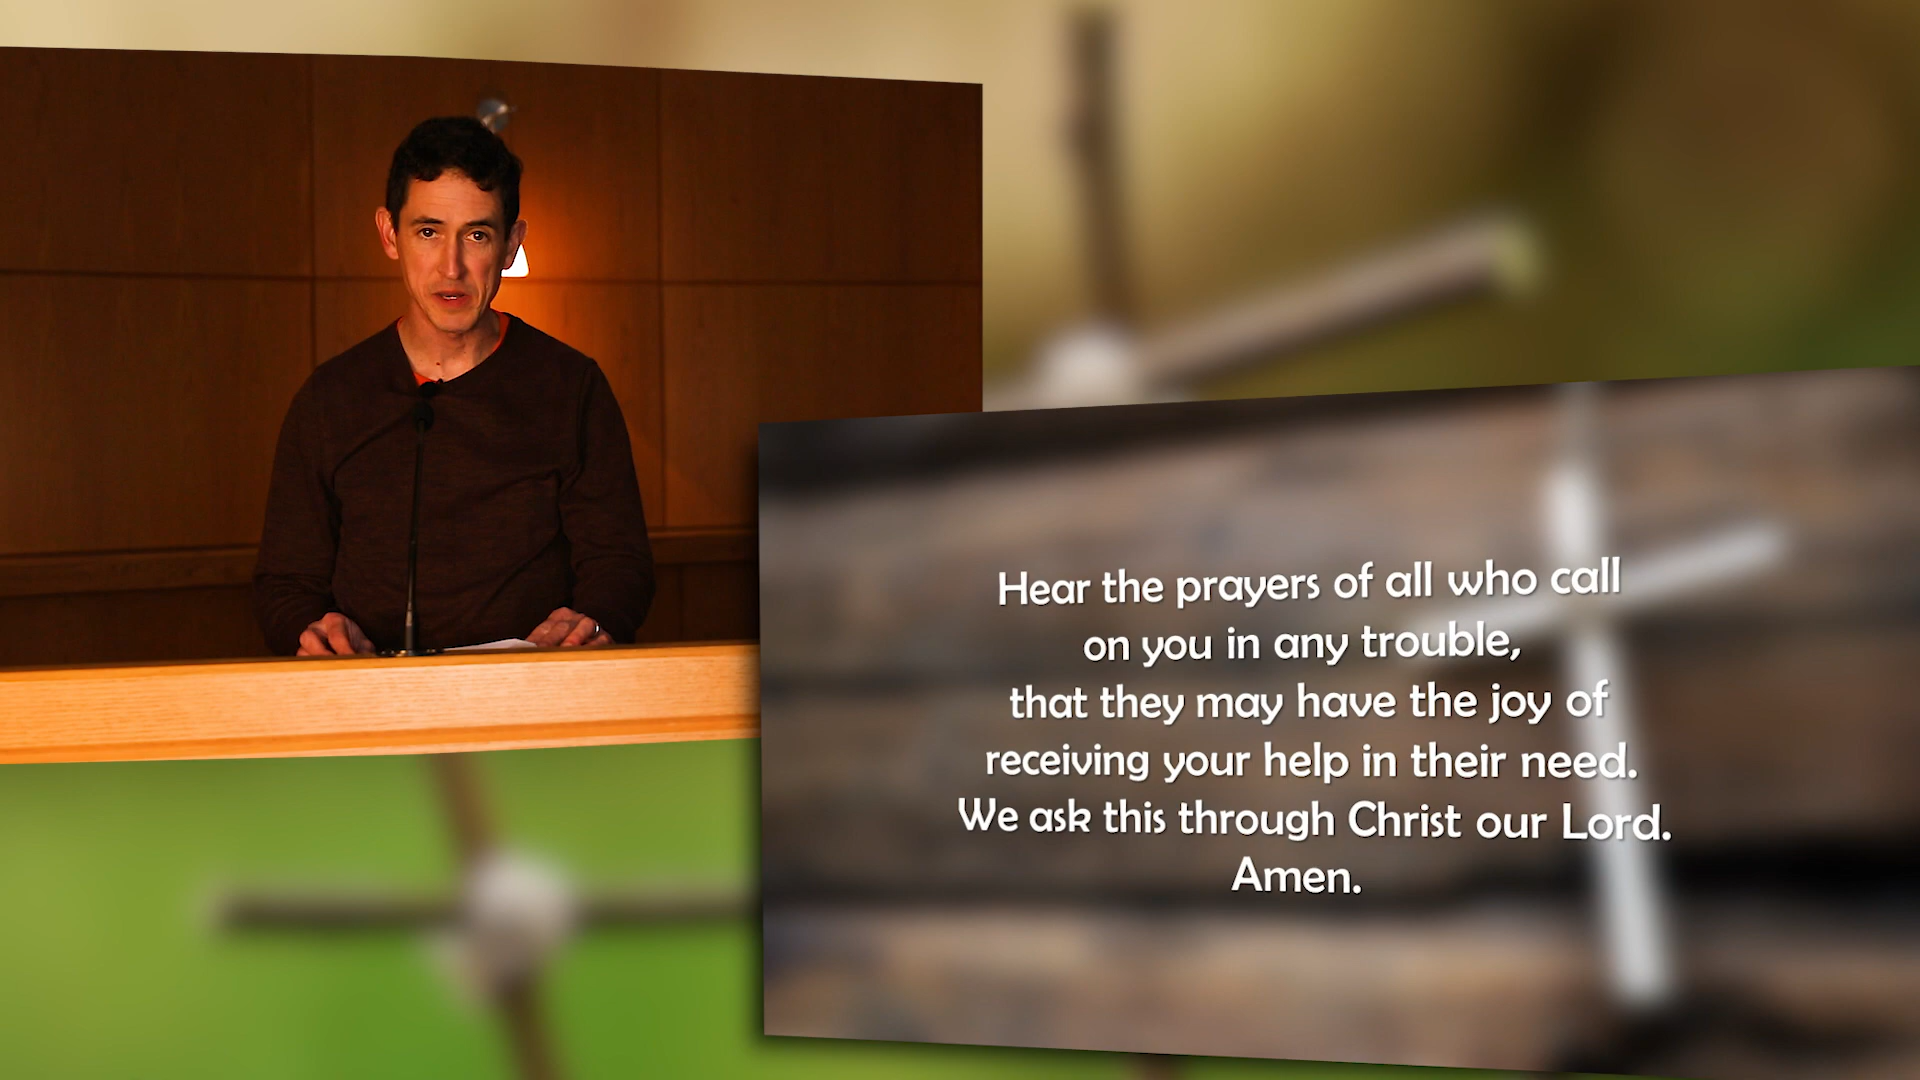 Hear the prayers of all who call
on you in any trouble,
that they may have the joy of
receiving your help in their need.
We ask this through Christ our Lord.
Amen.